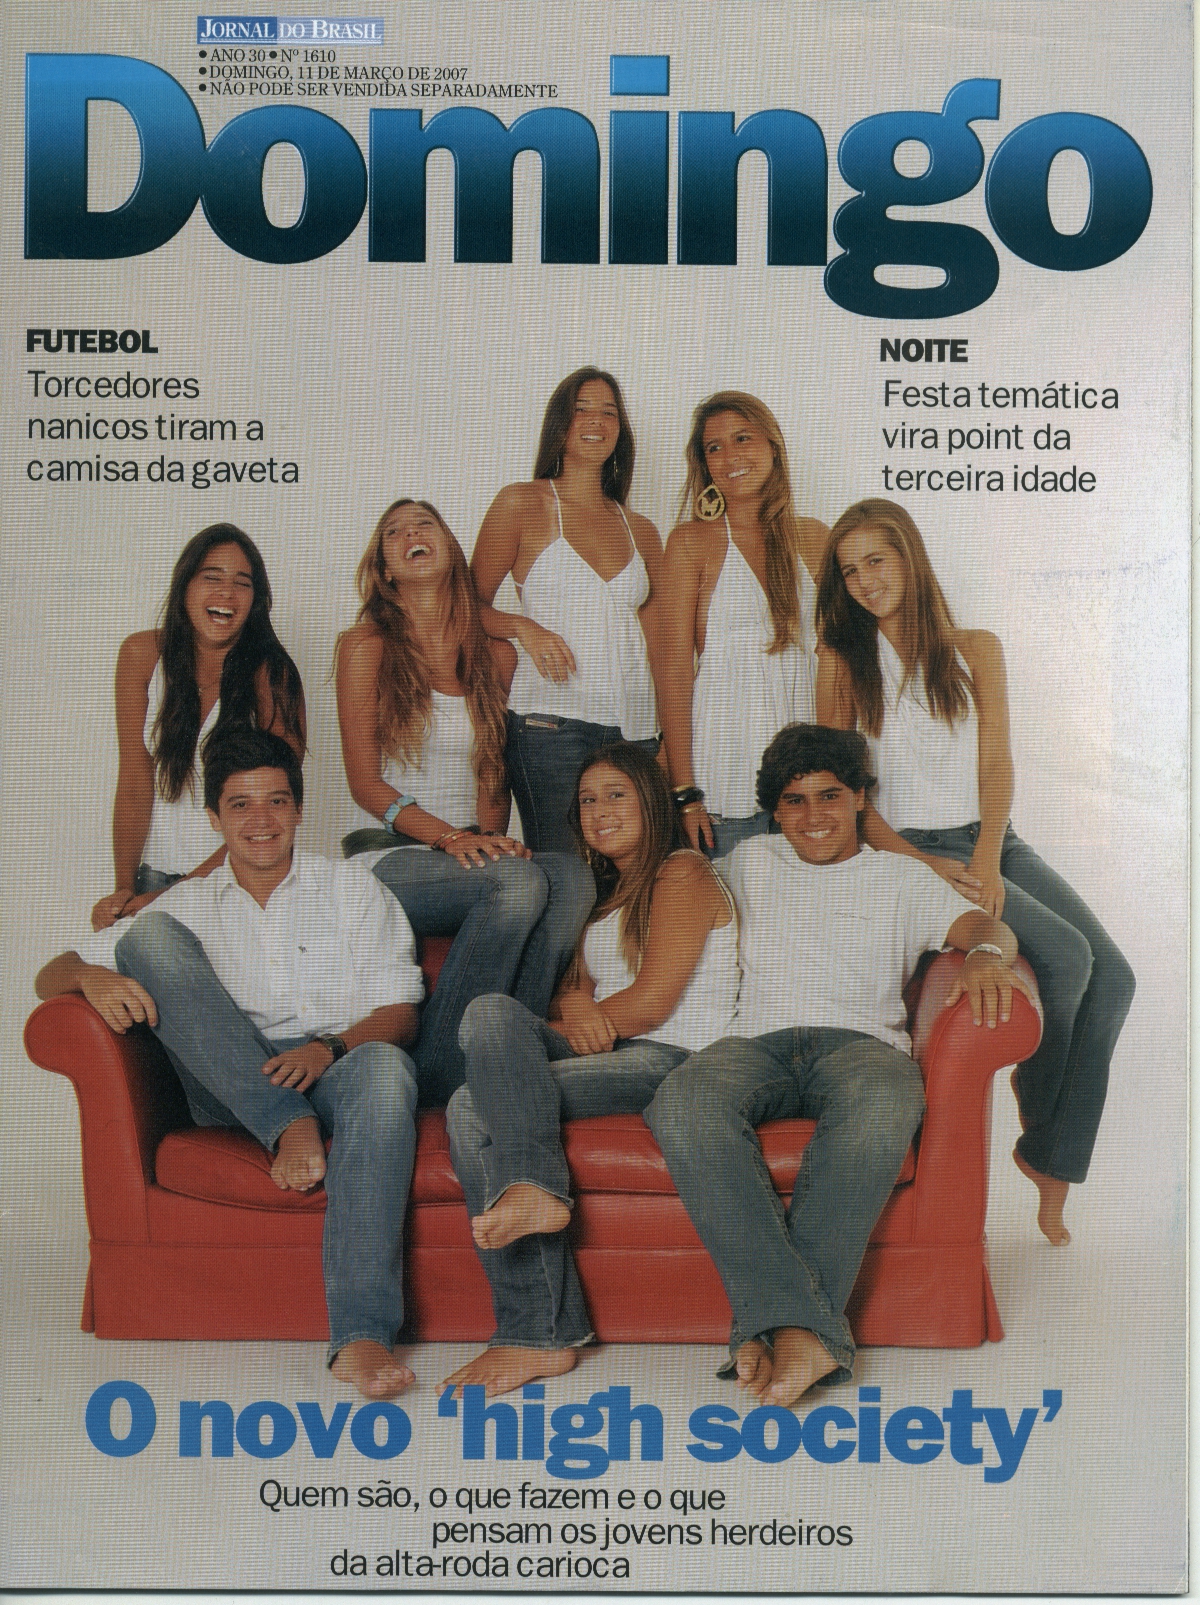 JORNAL DO BRASIL
• ANO 30 • Nº 1610
• DOMINGO, 11 DE MARÇO DE 2007
• NÃO PODE SER VENDIDA SEPARADAMENTE
Domingo
FUTEBOL
Torcedores
nanicos tiram a
camisa da gaveta
NOITE
Festa temática
vira point da
terceira idade
O novo ‘high society’
Quem são, o que fazem e o que
pensam os jovens herdeiros
da alta-roda carioca